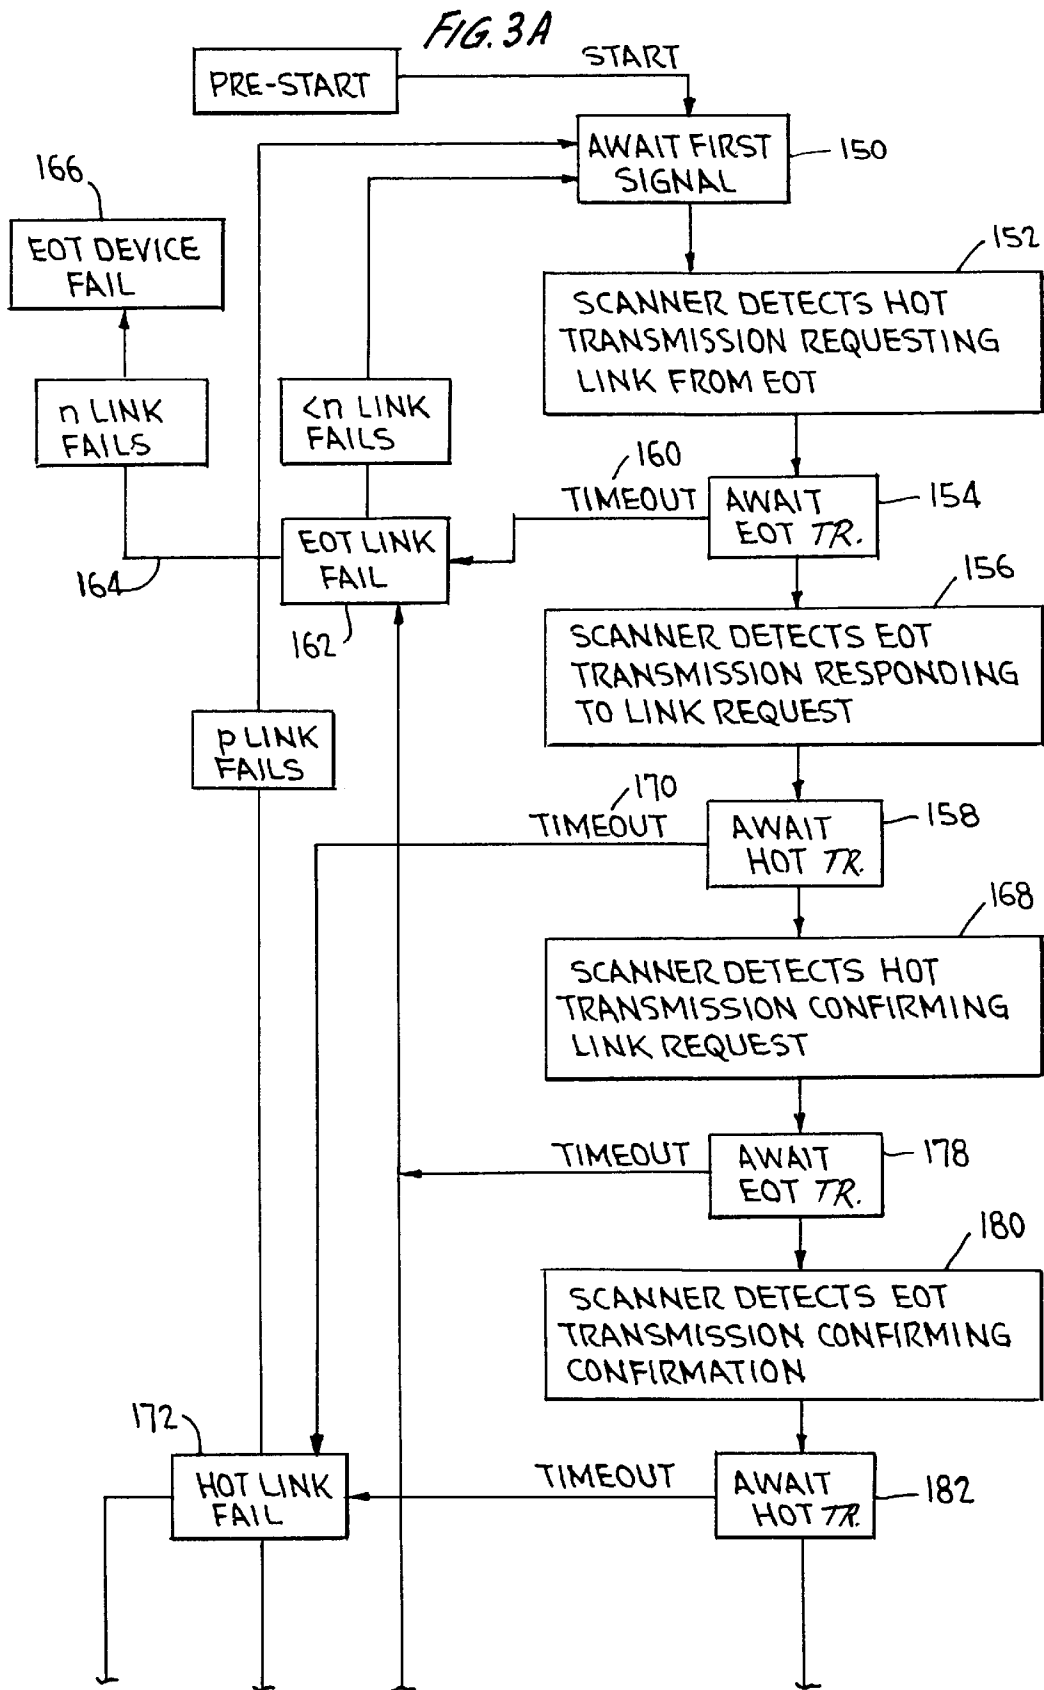 FIG. 3A
START
PRE-START
AWAIT FIRST
SIGNAL
150
166
EOT DEVICE
FAIL
152
SCANNER DETECTS HOT
TRANSMISSION REQUESTING
LINK FROM EOT
n LINK
FAILS
<n LINK
FAILS
160
TIMEOUT
AWAIT
EOT TR.
154
EOT LINK
FAIL
164
162
156
SCANNER DETECTS EOT
TRANSMISSION RESPONDING
TO LINK REQUEST
p LINK
FAILS
170
TIMEOUT
AWAIT
HOT TR.
158
168
SCANNER DETECTS HOT
TRANSMISSION CONFIRMING
LINK REQUEST
TIMEOUT
AWAIT
EOT TR.
178
180
SCANNER DETECTS EOT
TRANSMISSION CONFIRMING
CONFIRMATION
172
HOT LINK
FAIL
TIMEOUT
AWAIT
HOT TR.
182